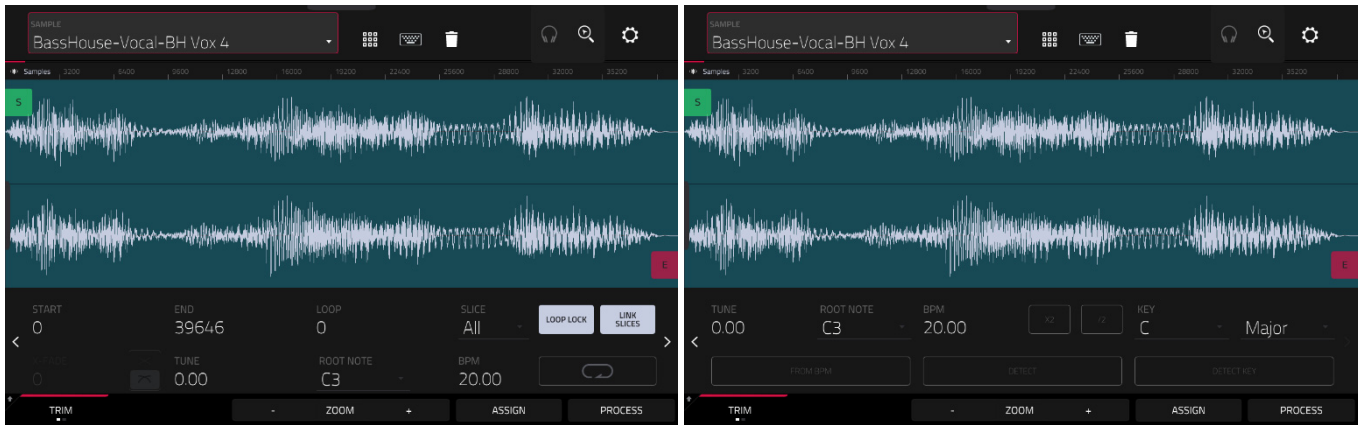 SAMPLE
BassHouse-Vocal-BH Vox 4
Samples 3200 6400 9600 12800 16000 19200 22400 25600 28800 32000 35200
S
E
START END LOOP SLICE
0 39646 0 All LOOP LOCK LINK SLICES
TUNE ROOT NOTE BPM
0 0.00 C3 20.00
TRIM - ZOOM + ASSIGN PROCESS
SAMPLE
BassHouse-Vocal-BH Vox 4
Samples 3200 6400 9600 12800 16000 19200 22400 25600 28800 32000 35200
S
E
TUNE ROOT NOTE BPM KEY
0.00 C3 20.00 X2 /2 C Major
FROM BPM DETECT DETECT KEY
TRIM - ZOOM + ASSIGN PROCESS